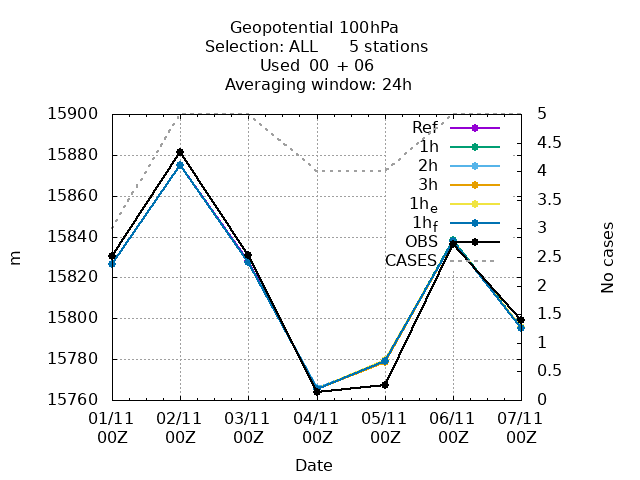 Geopotential 100hPa
Selection: ALL 5 stations
Used 00 + 06
Averaging window: 24h
15900
15880
15860
15840
15820
15800
15780
15760
m
5
4.5
4
3.5
3
2.5
2
1.5
1
0.5
0
No cases
Ref
1h
2h
3h
1he
1hf
OBS
CASES
01/11 02/11 03/11 04/11 05/11 06/11 07/11
00Z 00Z 00Z 00Z 00Z 00Z 00Z
Date